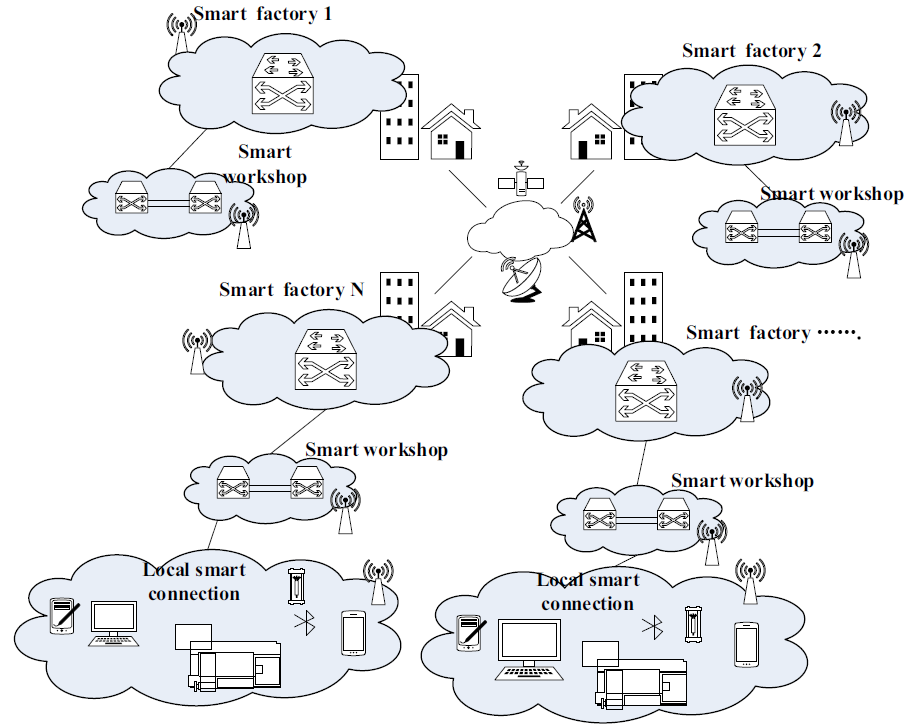 Smart factory 1
Smart factory 2
Smart
workshop
Smart workshop
Smart factory N
Smart factory …….
Smart workshop
Smart workshop
Local smart
connection
Local smart
connection